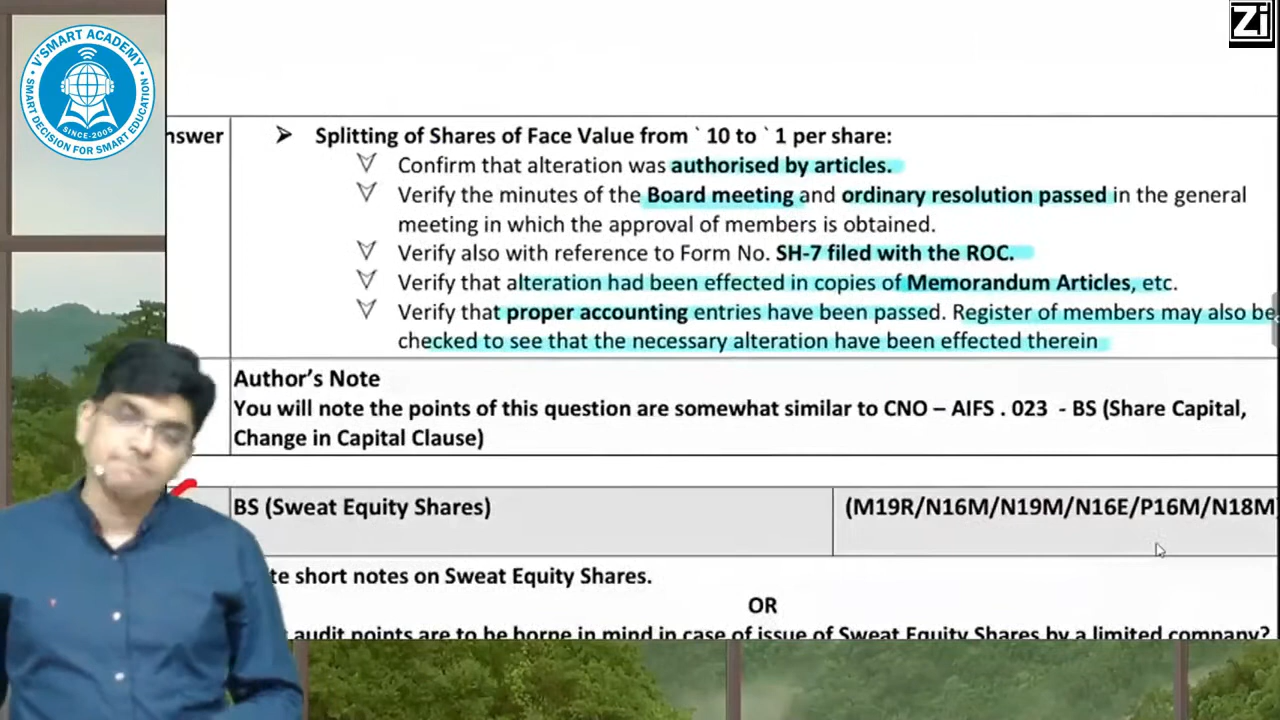 V'SMART ACADEMY
SMART DECISION FOR SMART EDUCATION
SINCE-2005
Zi
nswer
➢ Splitting of Shares of Face Value from ` 10 to ` 1 per share:
Confirm that alteration was authorised by articles.
Verify the minutes of the Board meeting and ordinary resolution passed in the general
meeting in which the approval of members is obtained.
Verify also with reference to Form No. SH-7 filed with the ROC.
Verify that alteration had been effected in copies of Memorandum Articles, etc.
Verify that proper accounting entries have been passed. Register of members may also be
checked to see that the necessary alteration have been effected therein
Author's Note
You will note the points of this question are somewhat similar to CNO – AIFS . 023 - BS (Share Capital,
Change in Capital Clause)
BS (Sweat Equity Shares) (M19R/N16M/N19M/N16E/P16M/N18M)
te short notes on Sweat Equity Shares.
OR
audit points are to be borne in mind in case of issue of Sweat Equity Shares by a limited company?